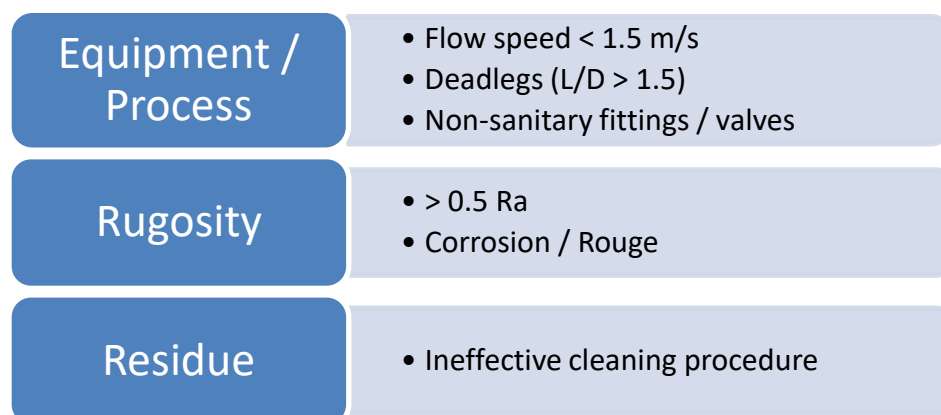 Equipment /
Process
• Flow speed < 1.5 m/s
• Deadlegs (L/D > 1.5)
• Non-sanitary fittings / valves
Rugosity
• > 0.5 Ra
• Corrosion / Rouge
Residue
• Ineffective cleaning procedure